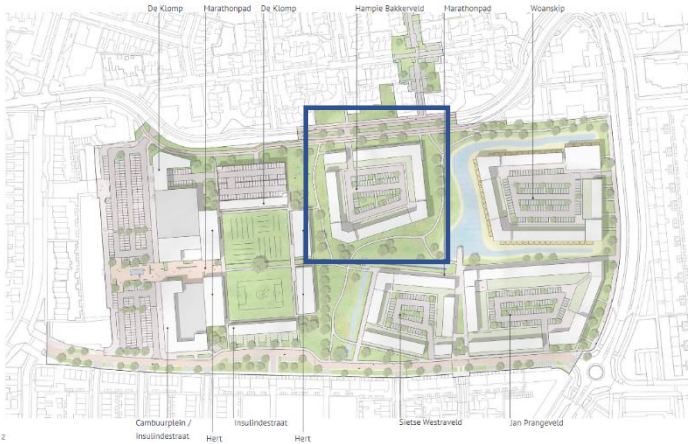 De Klomp Marathonpad De Klomp Hampie Bakkerveld Marathonpad Woanskip
Cambuurplein / Insulindestraat Sietse Westraveld Jan Prangeveld
Insulindestraat Hert Hert
2